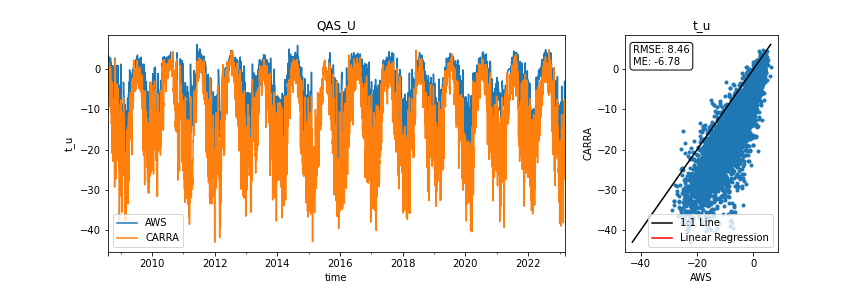 QAS_U
t_u
0
−10
−20
−30
−40
t_u
AWS
CARRA
2010
2012
2014
2016
2018
2020
2022
time
RMSE: 8.46
ME: -6.78
0
−10
−20
−30
−40
CARRA
1:1 Line
Linear Regression
−40
−20
0
AWS